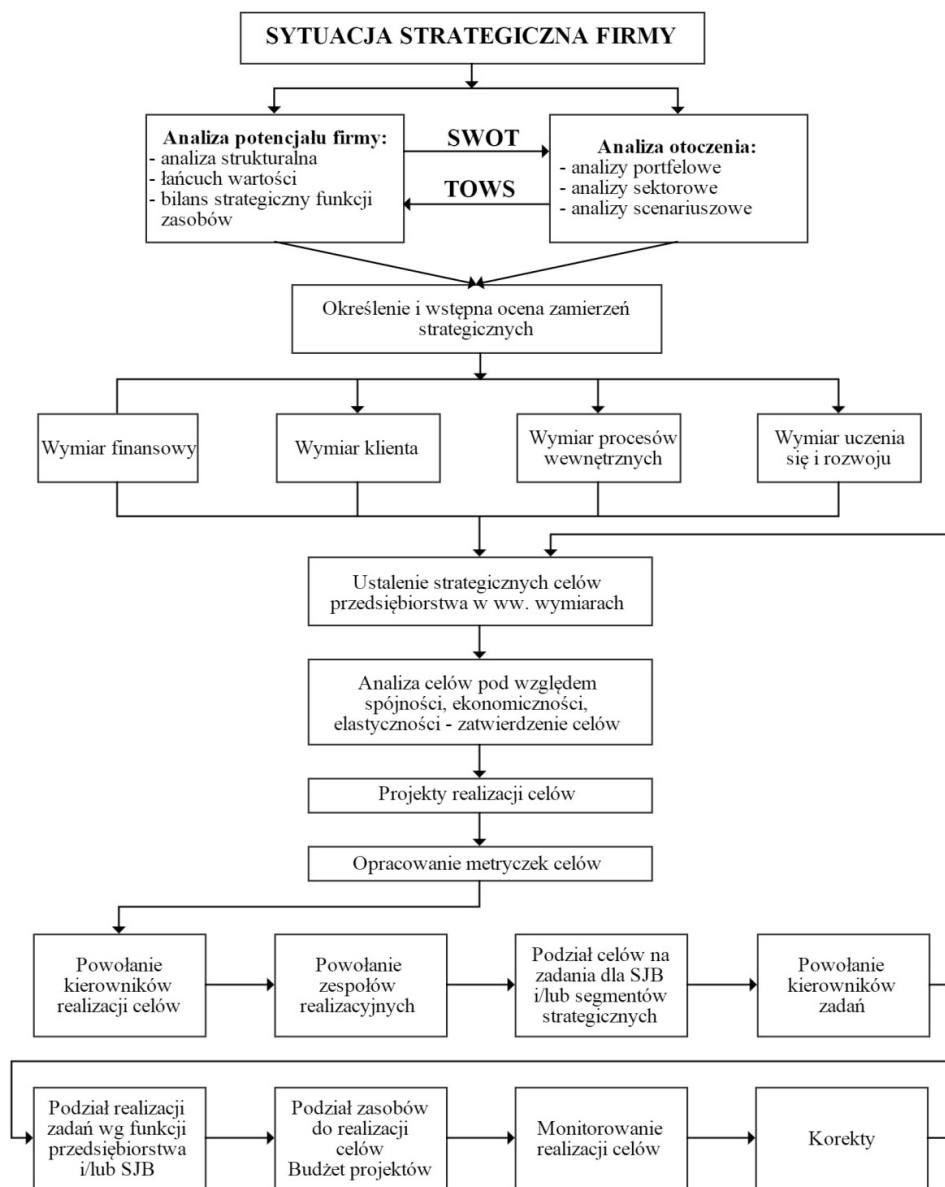 SYTUACJA STRATEGICZNA FIRMY
Analiza potencjału firmy:
- analiza strukturalna
- łańcuch wartości
- bilans strategiczny funkcji
zasobów
SWOT
TOWS
Analiza otoczenia:
- analizy portfelowe
- analizy sektorowe
- analizy scenariuszowe
Określenie i wstępna ocena zamierzeń
strategicznych
Wymiar finansowy
Wymiar klienta
Wymiar procesów
wewnętrznych
Wymiar uczenia
się i rozwoju
Ustalenie strategicznych celów
przedsiębiorstwa w ww. wymiarach
Analiza celów pod względem
spójności, ekonomiczności,
elastyczności - zatwierdzenie celów
Projekty realizacji celów
Opracowanie metryczek celów
Powołanie
kierowników
realizacji celów
Powołanie
zespołów
realizacyjnych
Podział celów na
zadania dla SJB
i/lub segmentów
strategicznych
Powołanie
kierowników
zadań
Podział realizacji
zadań wg funkcji
przedsiębiorstwa
i/lub SJB
Podział zasobów
do realizacji
celów
Budżet projektów
Monitorowanie
realizacji celów
Korekty